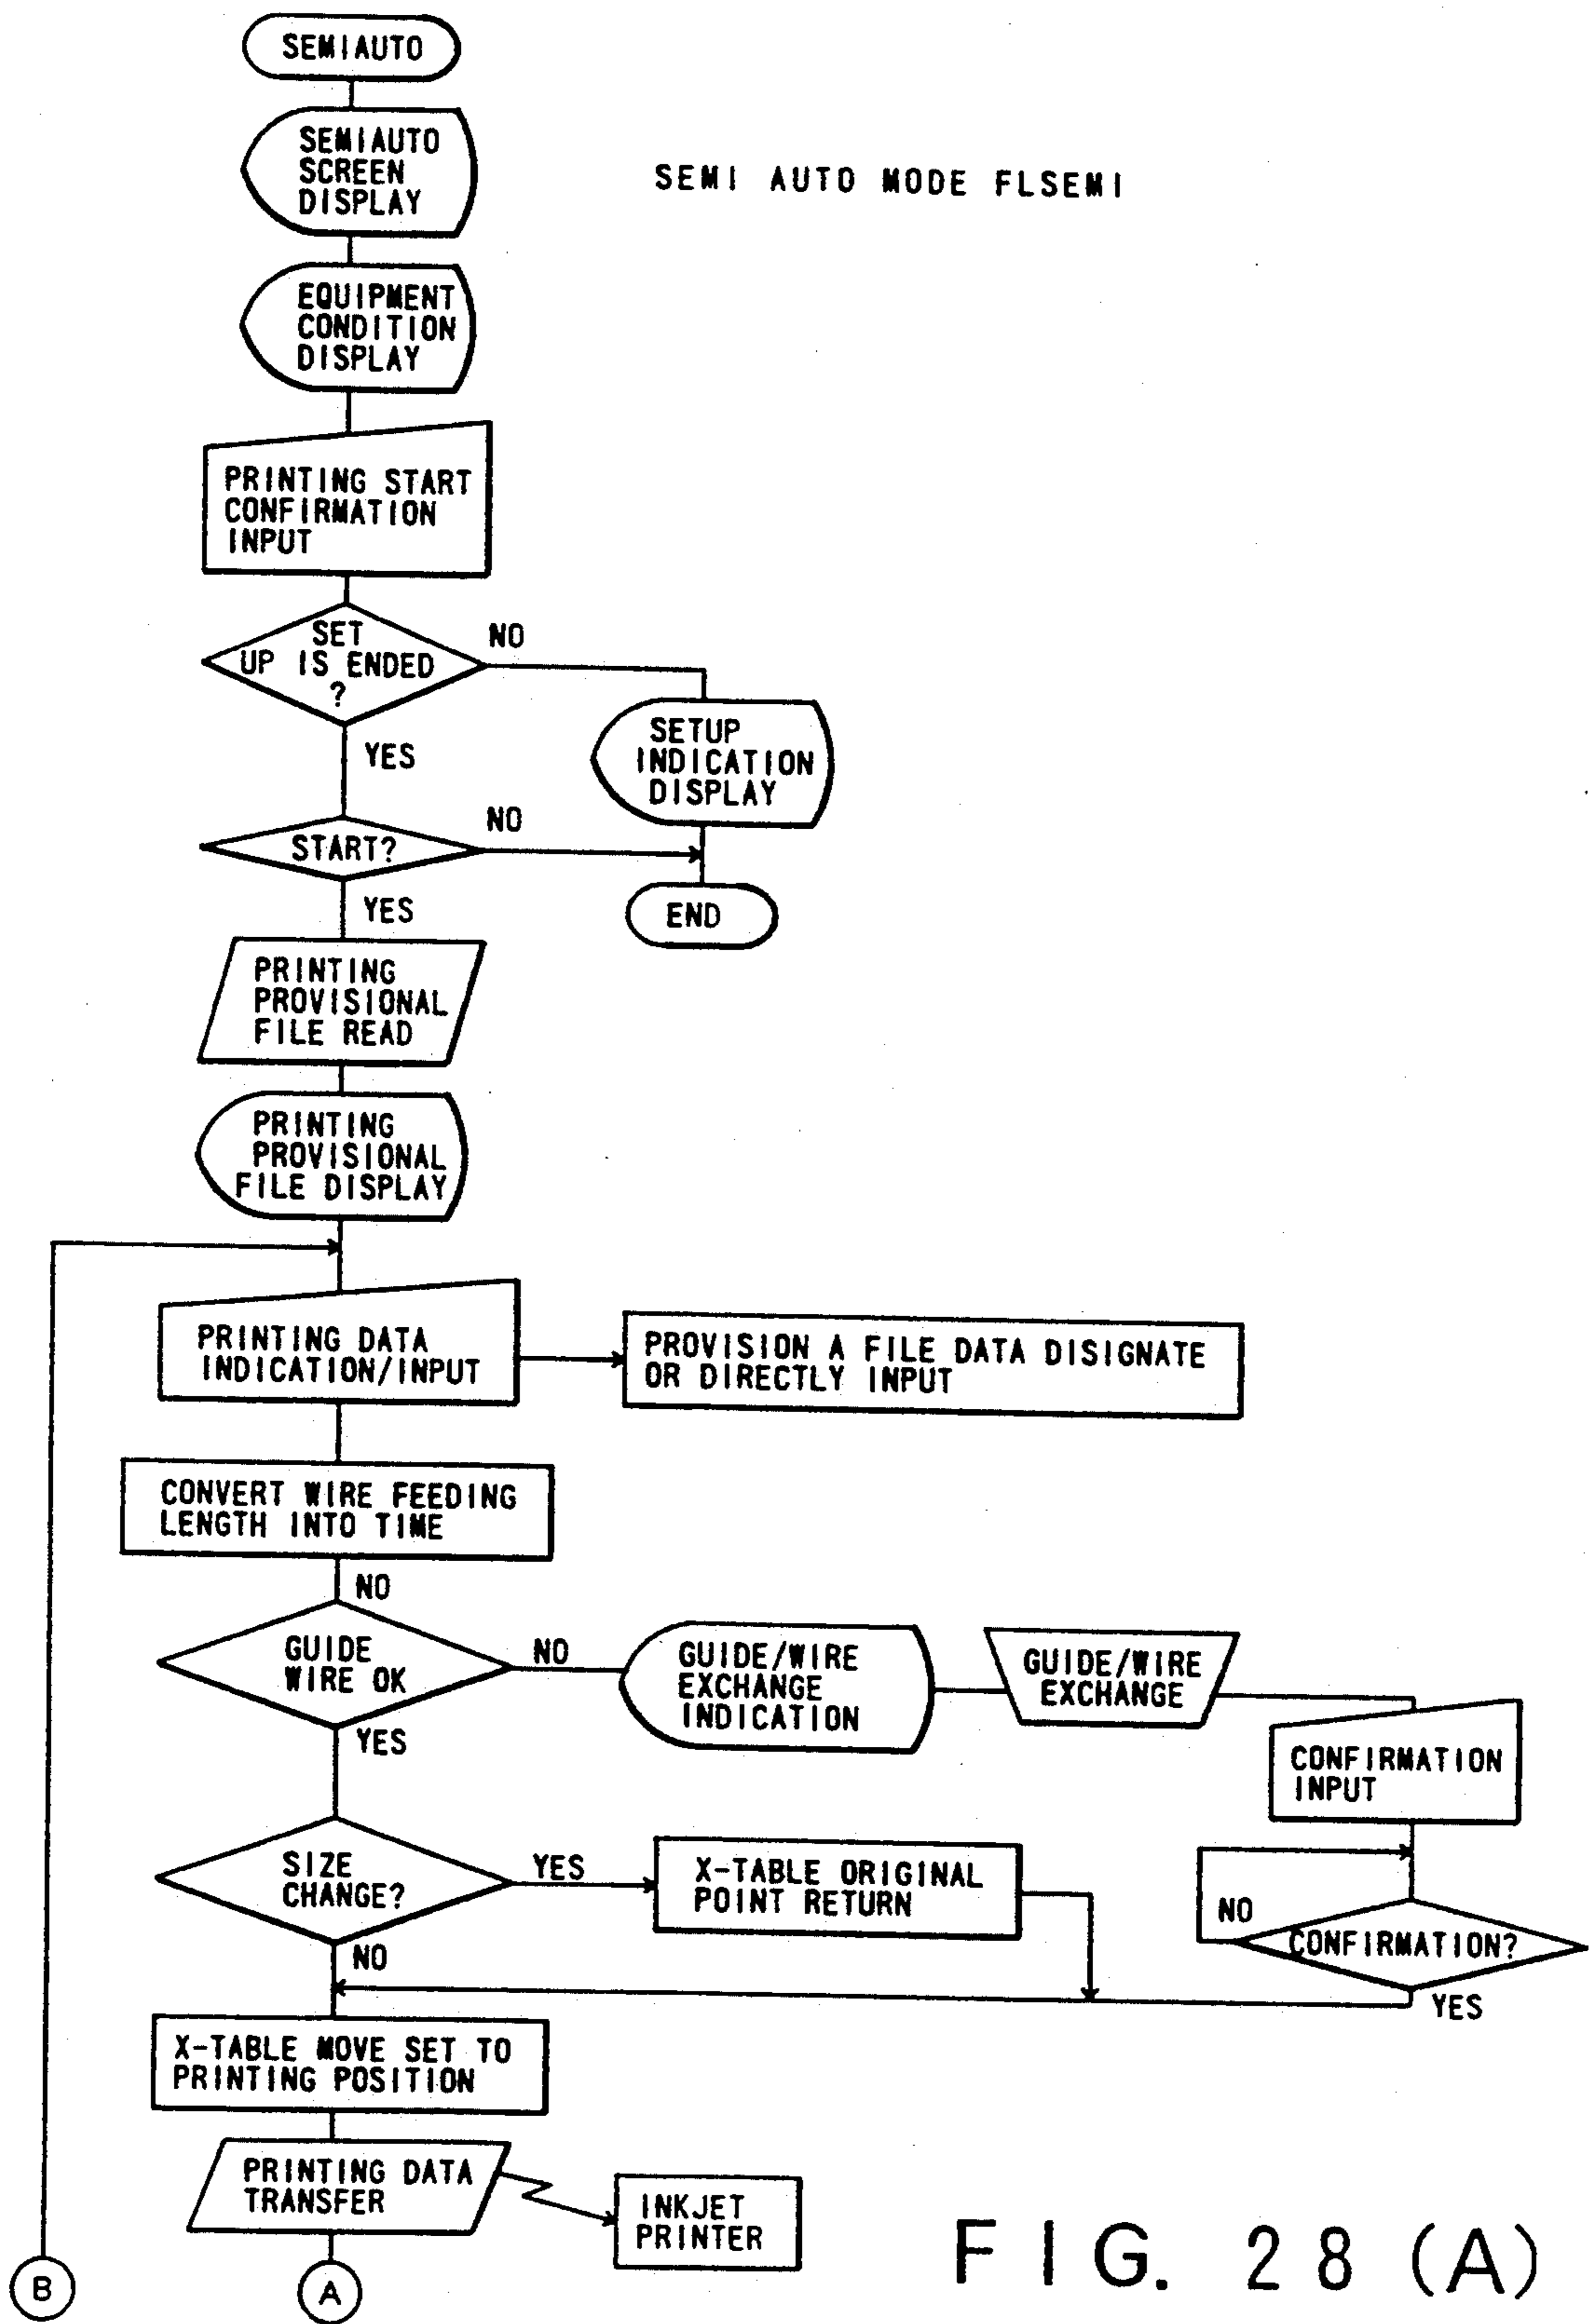 SEMIAUTO
SEMIAUTO
SCREEN
DISPLAY
SEMI AUTO MODE FLSEMI
EQUIPMENT
CONDITION
DISPLAY
PRINTING START
CONFIRMATION
INPUT
SET
UP IS ENDED
?
NO
YES
SETUP
INDICATION
DISPLAY
START?
NO
YES
END
PRINTING
PROVISIONAL
FILE READ
PRINTING
PROVISIONAL
FILE DISPLAY
PRINTING DATA
INDICATION/INPUT
PROVISION A FILE DATA DISIGNATE
OR DIRECTLY INPUT
CONVERT WIRE FEEDING
LENGTH INTO TIME
NO
GUIDE
WIRE OK
NO
YES
GUIDE/WIRE
EXCHANGE
INDICATION
GUIDE/WIRE
EXCHANGE
CONFIRMATION
INPUT
SIZE
CHANGE?
YES
NO
X-TABLE ORIGINAL
POINT RETURN
NO
CONFIRMATION?
YES
X-TABLE MOVE SET TO
PRINTING POSITION
PRINTING DATA
TRANSFER
INKJET
PRINTER
B
A
FIG. 28 (A)